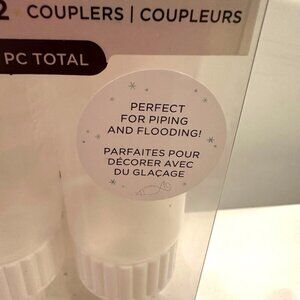 2 COUPLERS | COUPLEURS
PC TOTAL
PERFECT
FOR PIPING
AND FLOODING!
PARFAITES POUR
DÉCORER AVEC
DU GLAÇAGE